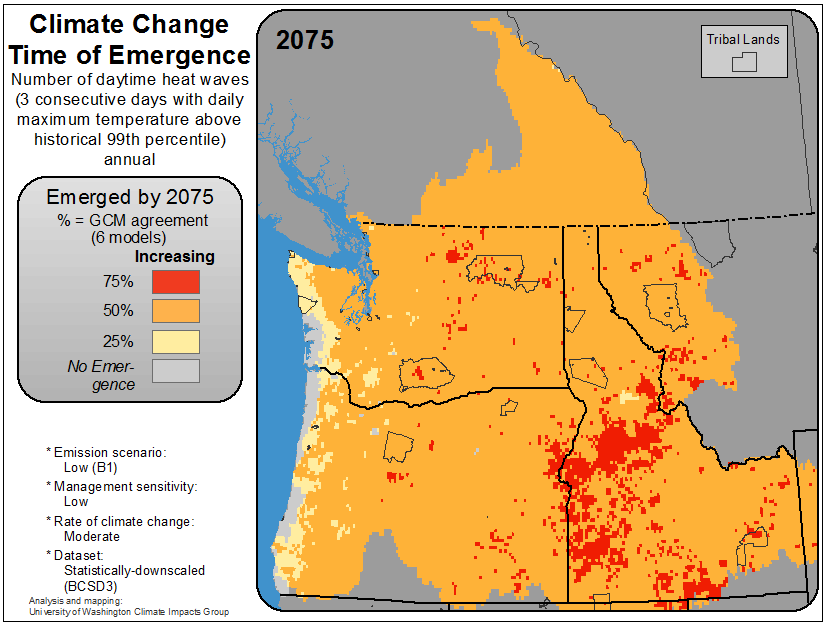 Climate Change
Time of Emergence
Number of daytime heat waves
(3 consecutive days with daily
maximum temperature above
historical 99th percentile)
annual
Emerged by 2075
% = GCM agreement
(6 models)
Increasing
75%
50%
25%
No Emer-
gence
* Emission scenario:
Low (B1)
* Management sensitivity:
Low
* Rate of climate change:
Moderate
* Dataset:
Statistically-downscaled
(BCSD3)
Analysis and mapping:
University of Washington Climate Impacts Group
2075
Tribal Lands